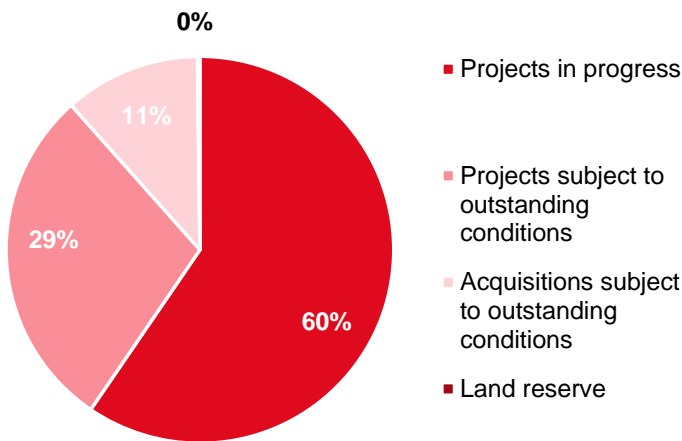 0%
11%
29%
60%
Projects in progress
Projects subject to
outstanding
conditions
Acquisitions subject
to outstanding
conditions
Land reserve